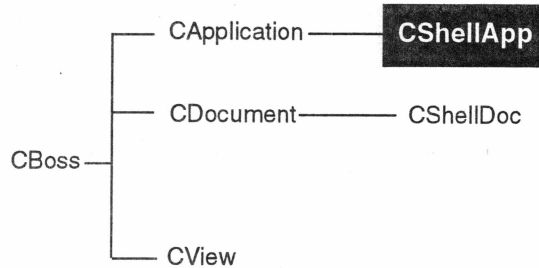 CApplication CShellApp
CDocument CShellDoc
CBoss
CView